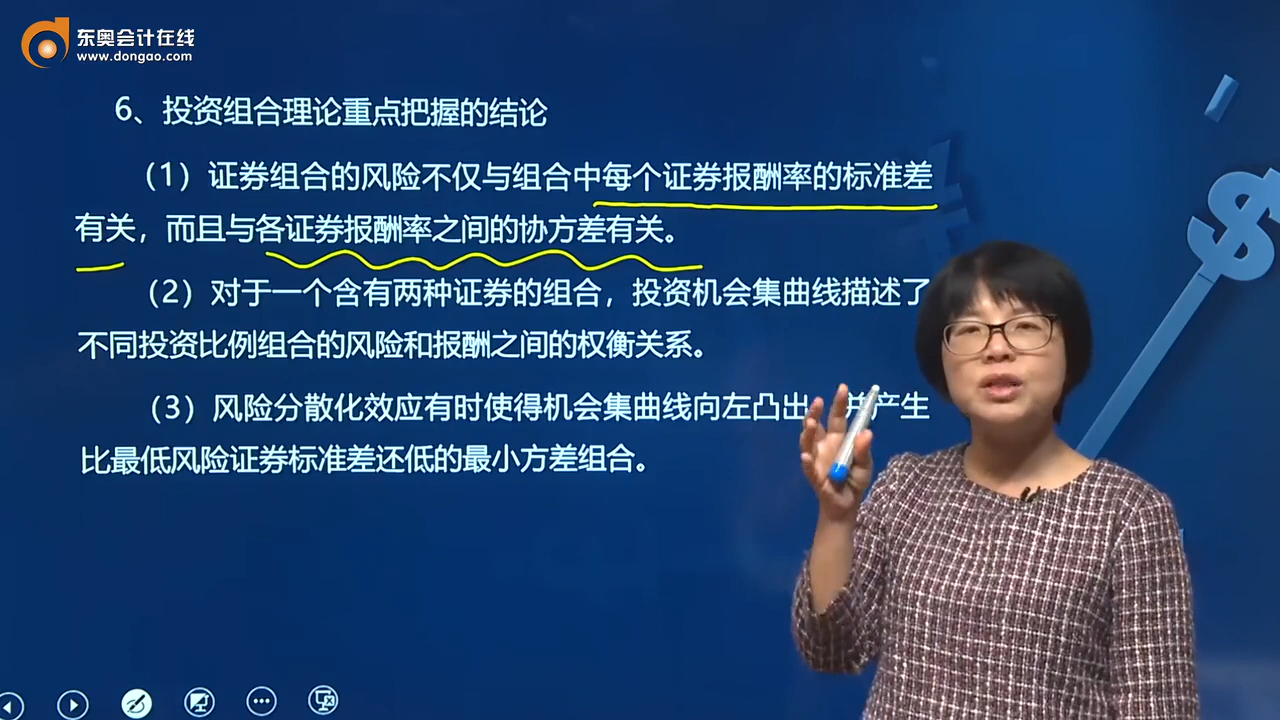 东奥会计在线
www.dongao.com
6、投资组合理论重点把握的结论
（1）证券组合的风险不仅与组合中每个证券报酬率的标准差
有关，而且与各证券报酬率之间的协方差有关。
（2）对于一个含有两种证券的组合，投资机会集曲线描述了
不同投资比例组合的风险和报酬之间的权衡关系。
（3）风险分散化效应有时使得机会集曲线向左凸出 并产生
比最低风险证券标准差还低的最小方差组合。